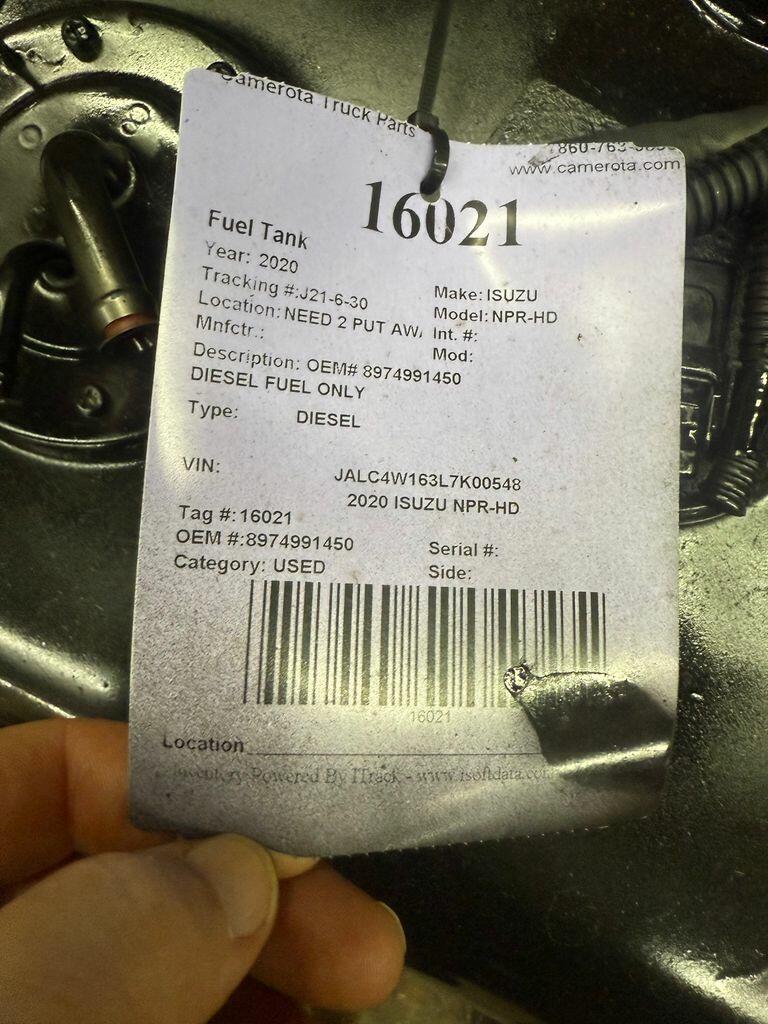 Camerota Truck Parts
860-763-
www.camerota.com
16021
Fuel Tank
Year: 2020
Tracking #:J21-6-30
Make: ISUZU
Location:NEED 2 PUT AW
Model: NPR-HD
Mnfctr.:
Int. #:
Mod:
Description: OEM# 8974991450
DIESEL FUEL ONLY
Type: DIESEL
VIN: JALC4W163L7K00548
2020 ISUZU NPR-HD
Tag #:16021
OEM #:8974991450
Serial #:
Category: USED
Side:
16021
Location
Inventory Powered By ITrack - www.isoftdata.com